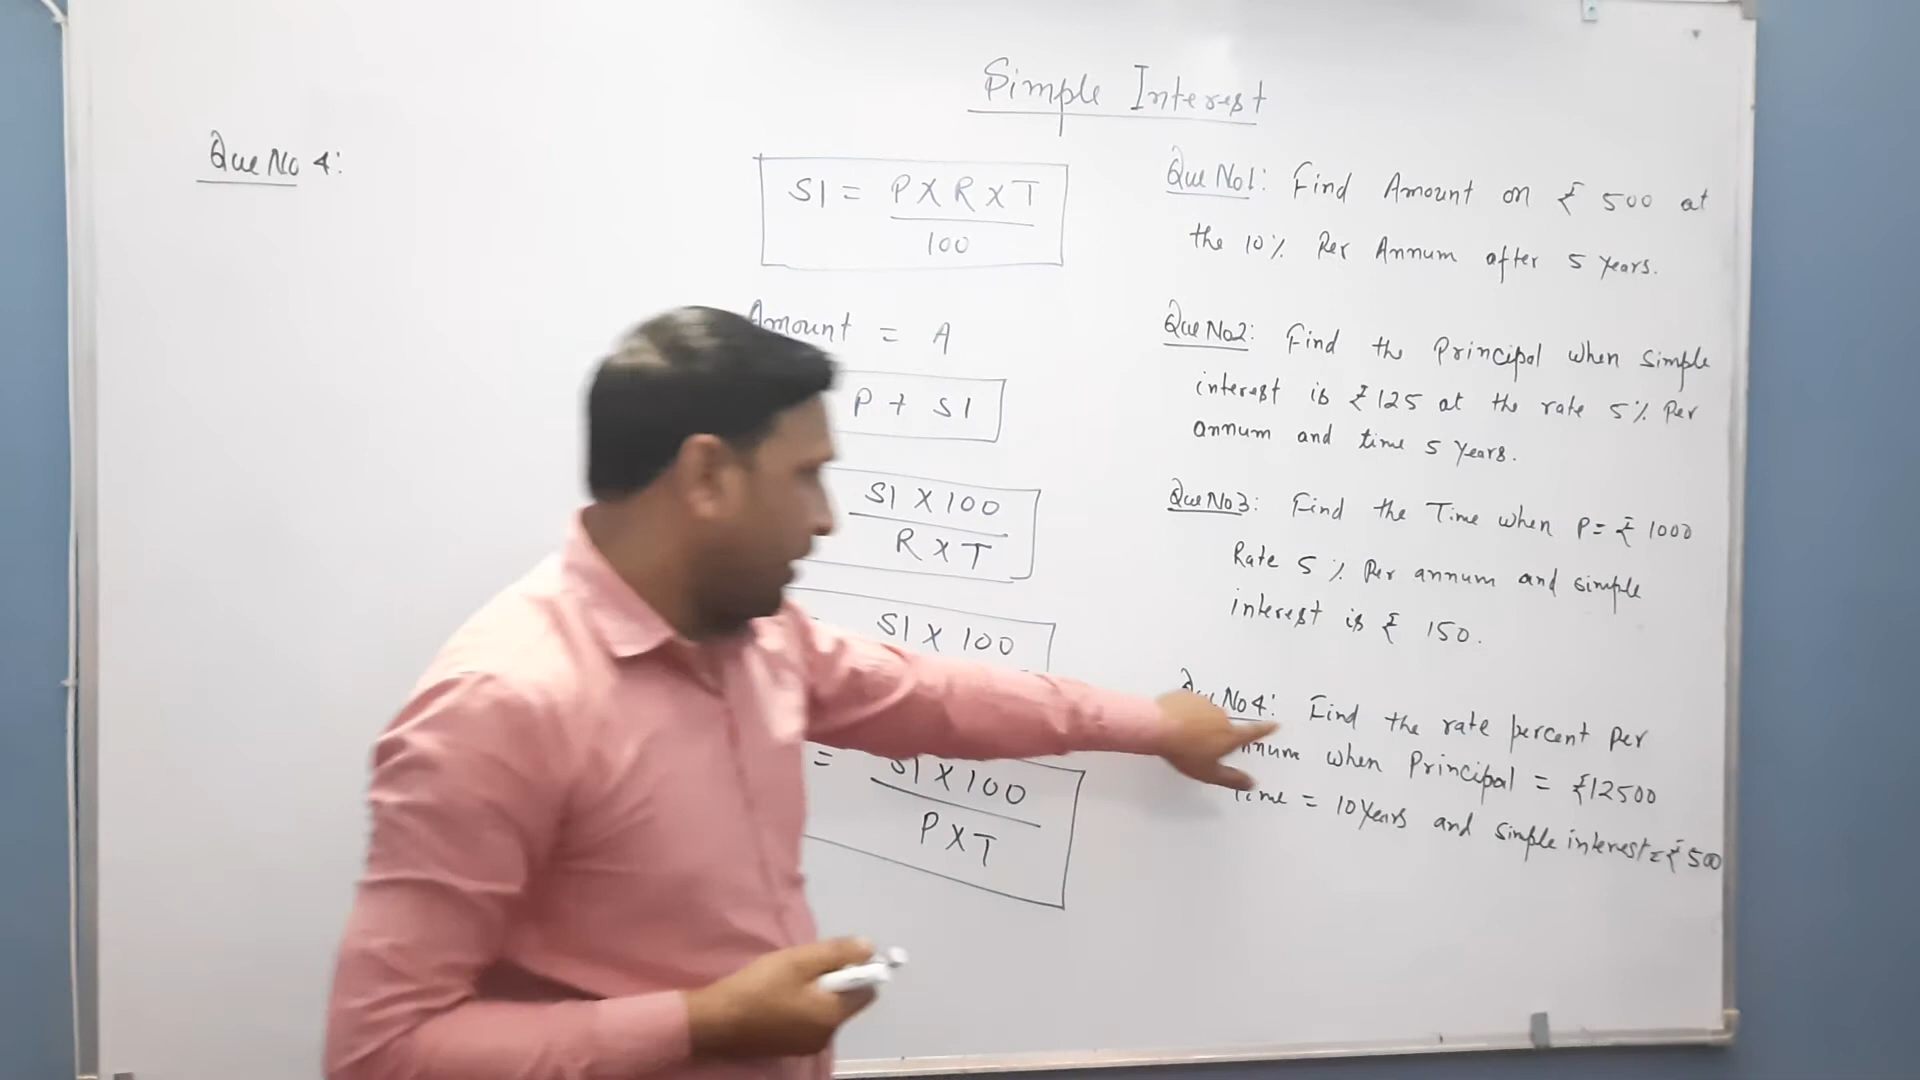 Simple Interest
Que No 4:
SI = P X R X T
100
Amount = A
P + SI
SI X 100
R X T
SI X 100
= SI X 100
P X T
Que No1: Find Amount on ₹ 500 at
the 10% Per Annum after 5 years.
Que No2: Find the Principal when simple
interest is ₹ 125 at the rate 5% Per
annum and time 5 years.
Que No3: Find the Time when P= ₹ 1000
Rate 5 % Per annum and simple
interest is ₹ 150.
Que No4: Find the rate percent per
annum when Principal = ₹12500
Time = 10 years and simple interest = ₹ 500